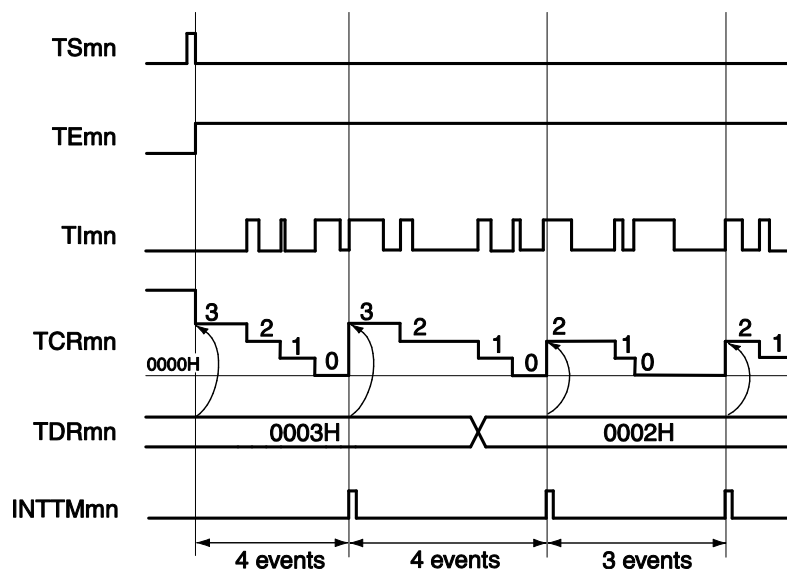 TSmn
TEmn
TImn
TCRmn
3 2 1 0 3 2 1 0 2 1 0 2 1
0000H
TDRmn
0003H 0002H
INTTMmn
4 events 4 events 3 events